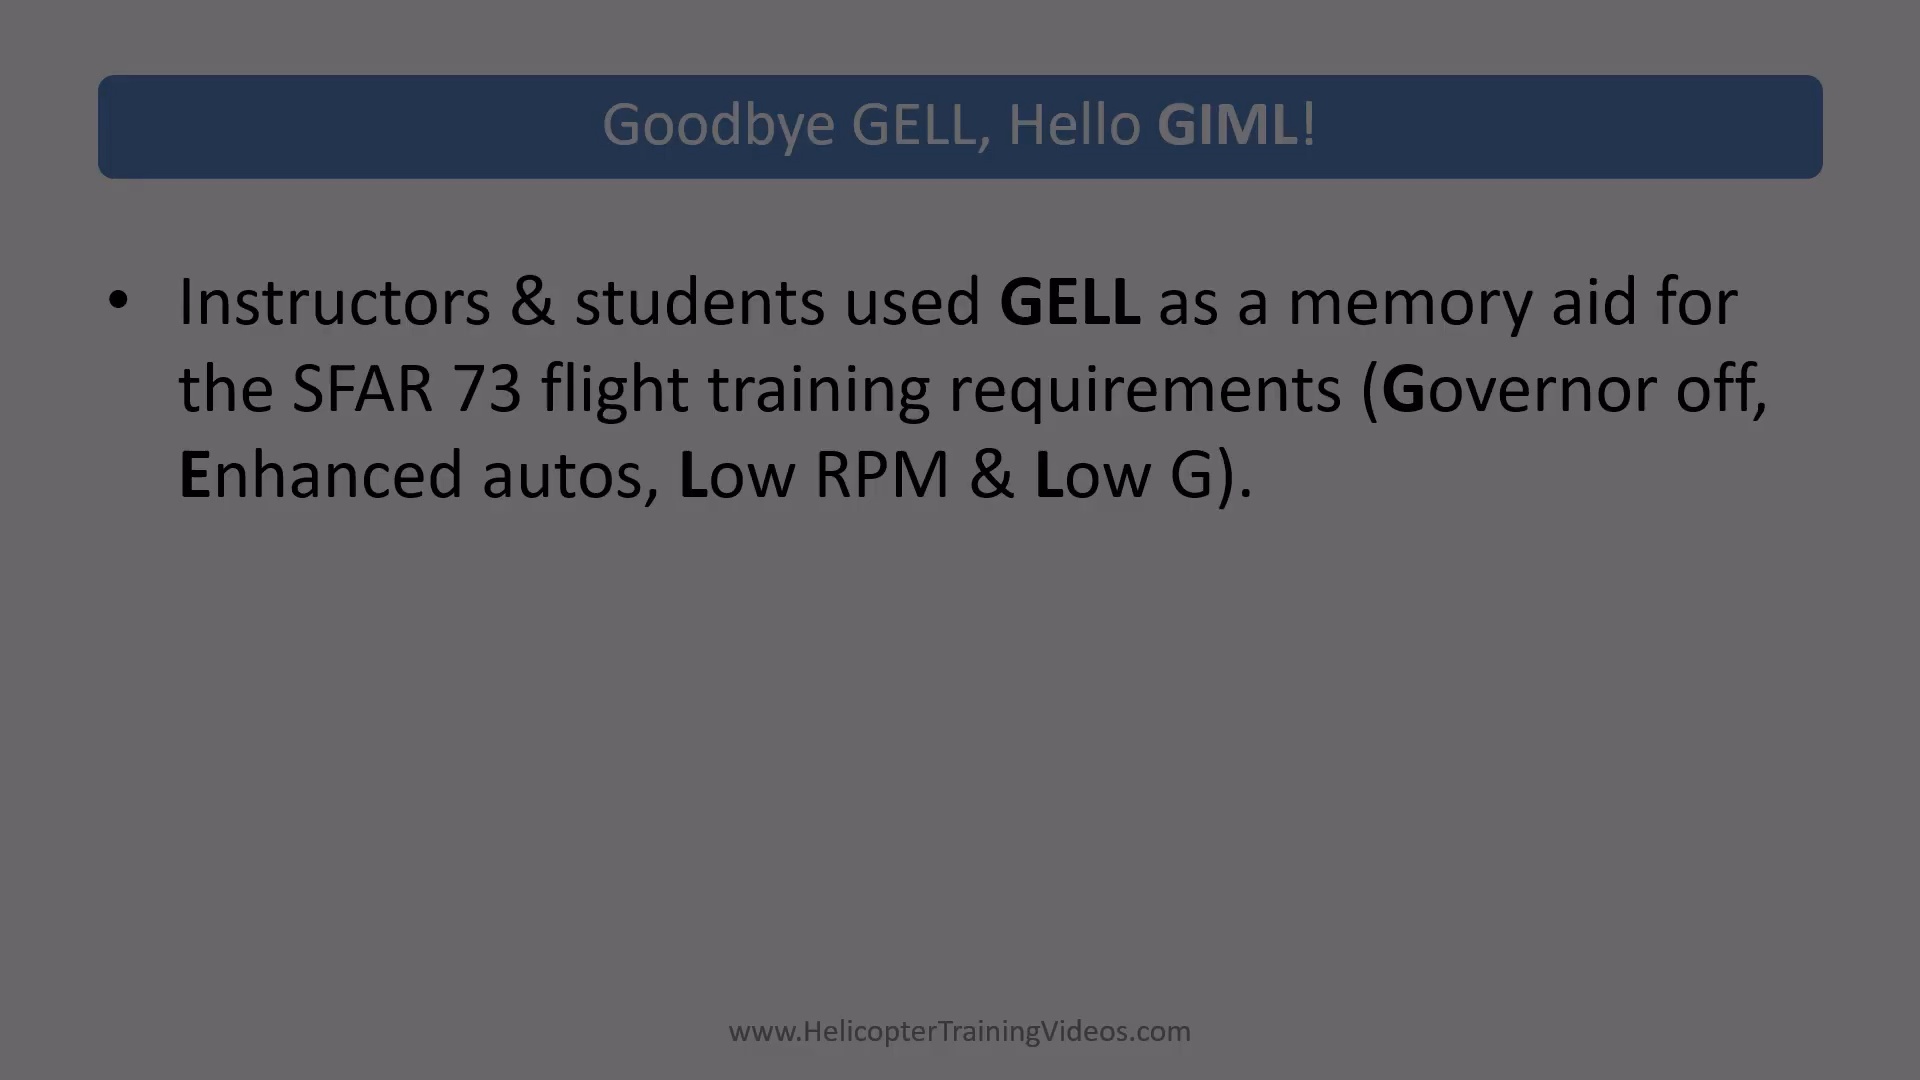 Goodbye GELL, Hello GIML!
• Instructors & students used GELL as a memory aid for
the SFAR 73 flight training requirements (Governor off,
Enhanced autos, Low RPM & Low G).
www.HelicopterTrainingVideos.com